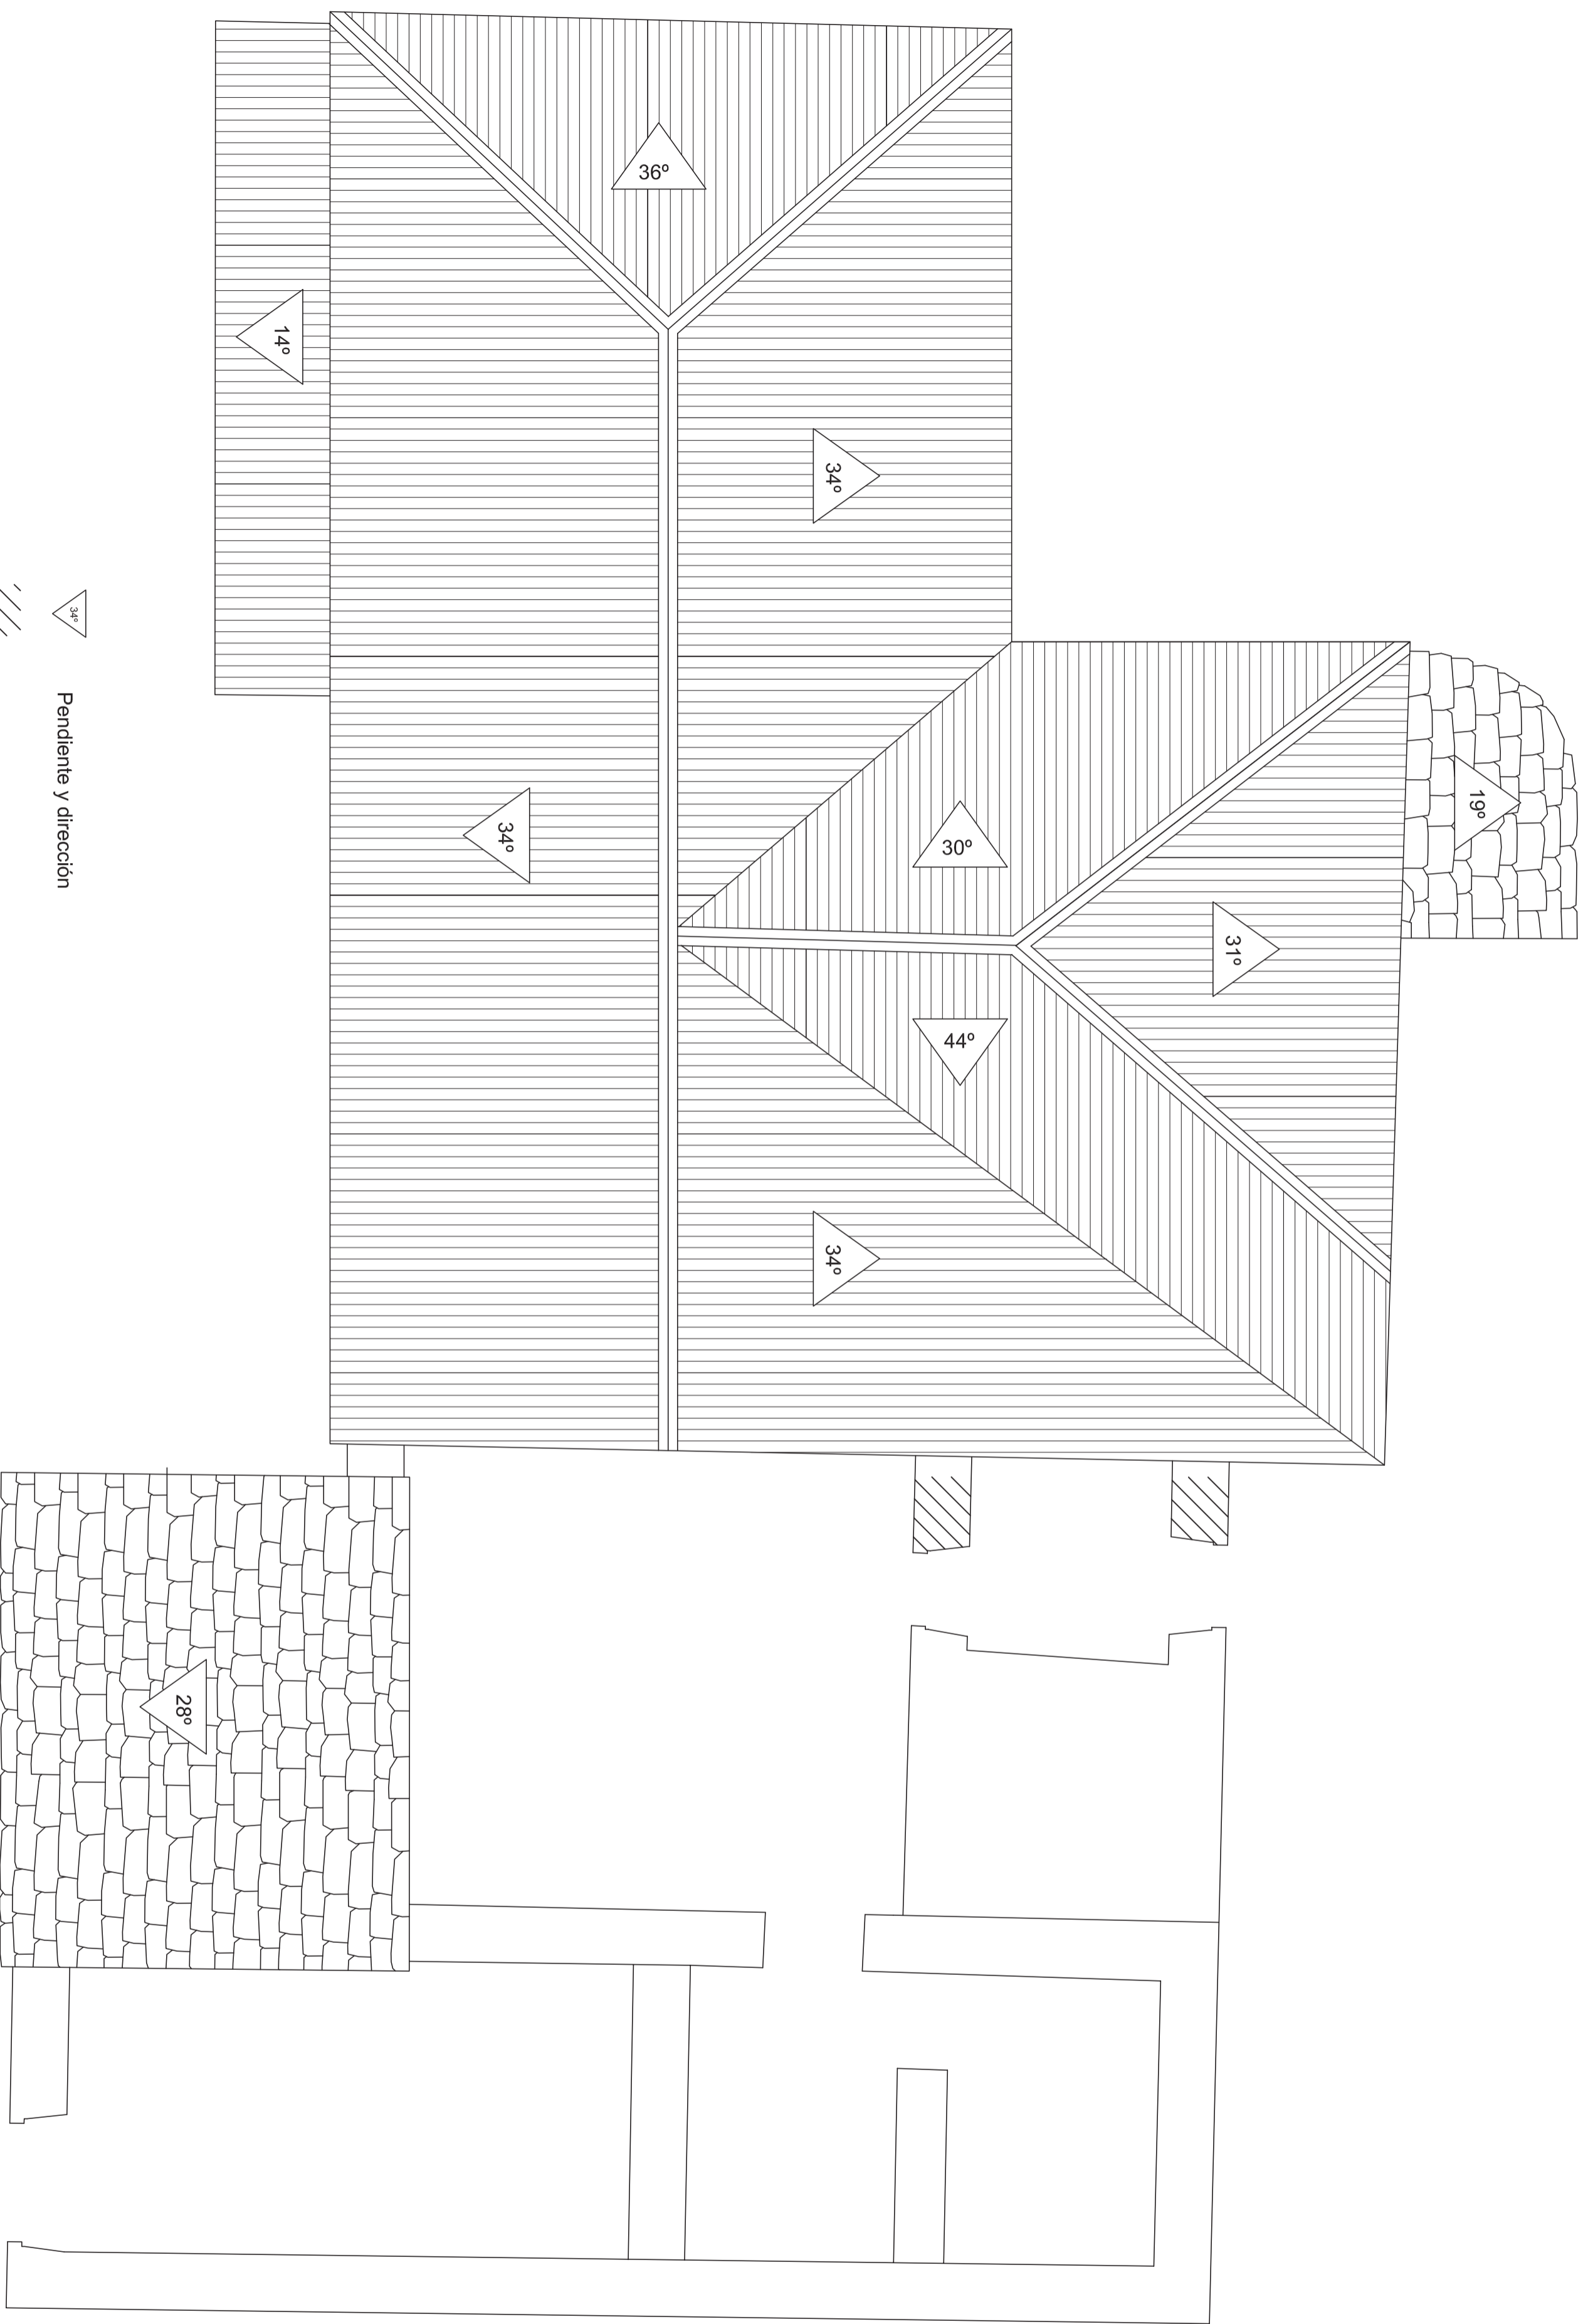 36º
14º
34º
34º
19º
30º
31º
44º
34º
34º
Pendiente y dirección
28º